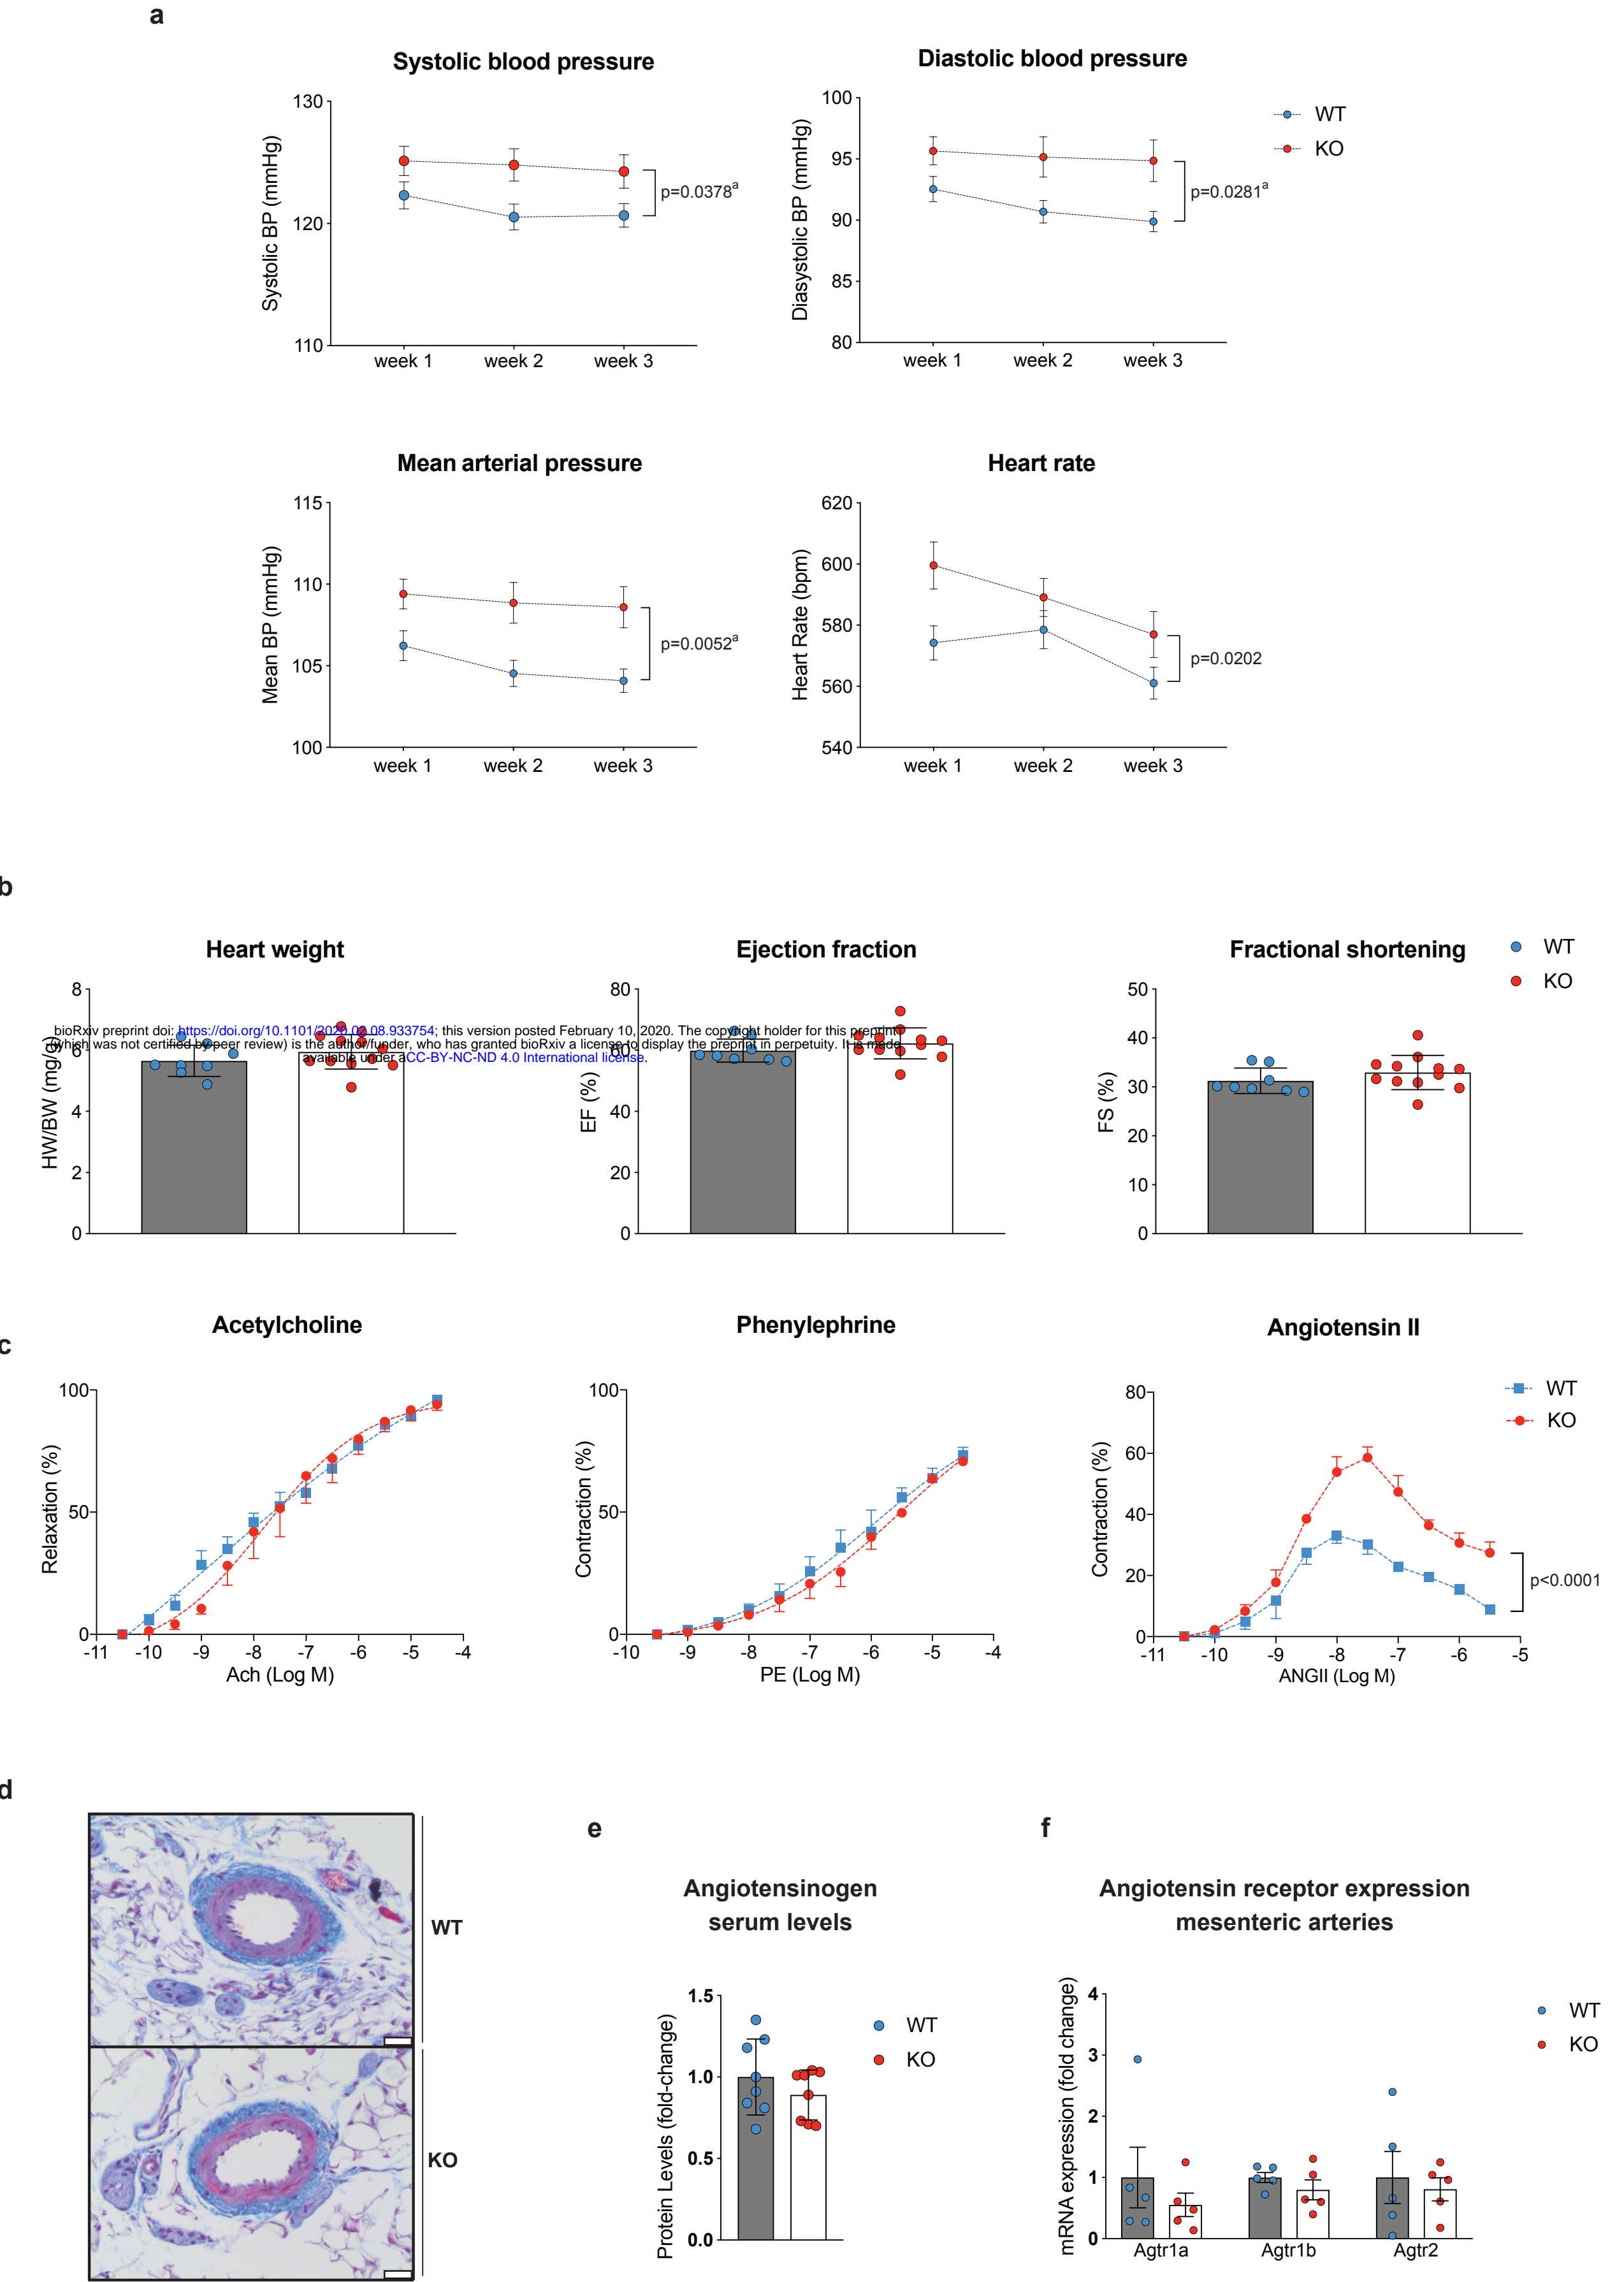 a
Systolic blood pressure
130
120
110
Systolic BP (mmHg)
week 1 week 2 week 3
p=0.0378a
Diastolic blood pressure
100
95
90
85
80
Diasystolic BP (mmHg)
week 1 week 2 week 3
p=0.0281a
WT
KO
Mean arterial pressure
115
110
105
100
Mean BP (mmHg)
week 1 week 2 week 3
p=0.0052a
Heart rate
620
600
580
560
540
Heart Rate (bpm)
week 1 week 2 week 3
p=0.0202
b
Heart weight
8
6
4
2
0
HW/BW (mg/g)
Ejection fraction
80
60
40
20
0
EF (%)
Fractional shortening
50
40
30
20
10
0
FS (%)
WT
KO
bioRxiv preprint doi: https://doi.org/10.1101/2020.02.08.933754; this version posted February 10, 2020. The copyright holder for this preprint
(which was not certified by peer review) is the author/funder, who has granted bioRxiv a license to display the preprint in perpetuity. It is made
available under aCC-BY-NC-ND 4.0 International license.
c
Acetylcholine
100
50
0
Relaxation (%)
-11 -10 -9 -8 -7 -6 -5 -4
Ach (Log M)
Phenylephrine
100
50
0
Contraction (%)
-10 -9 -8 -7 -6 -5 -4
PE (Log M)
Angiotensin II
80
60
40
20
0
Contraction (%)
-11 -10 -9 -8 -7 -6 -5
ANGII (Log M)
WT
KO
p<0.0001
d
WT
KO
e
Angiotensinogen
serum levels
1.5
1.0
0.5
0.0
Protein Levels (fold-change)
WT
KO
f
Angiotensin receptor expression
mesenteric arteries
4
3
2
1
0
mRNA expression (fold change)
Agtr1a Agtr1b Agtr2
WT
KO